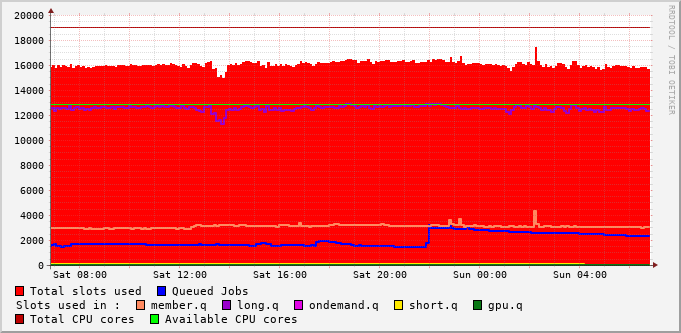 20000
18000
16000
14000
12000
10000
8000
6000
4000
2000
0
Sat 08:00 Sat 12:00 Sat 16:00 Sat 20:00 Sun 00:00 Sun 04:00
RRDTOOL / TOBI OETIKER
Total slots used Queued Jobs
Slots used in : member.q long.q ondemand.q short.q gpu.q
Total CPU cores Available CPU cores